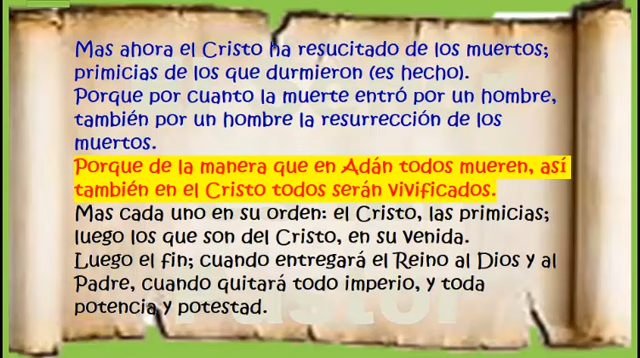 Mas ahora el Cristo ha resucitado de los muertos;
primicias de los que durmieron (es hecho).
Porque por cuanto la muerte entró por un hombre,
también por un hombre la resurrección de los
muertos.
Porque de la manera que en Adán todos mueren, así
también en el Cristo todos serán vivificados.
Mas cada uno en su orden: el Cristo, las primicias;
luego los que son del Cristo, en su venida.
Luego el fin; cuando entregará el Reino al Dios y al
Padre, cuando quitará todo imperio, y toda
potencia y potestad.